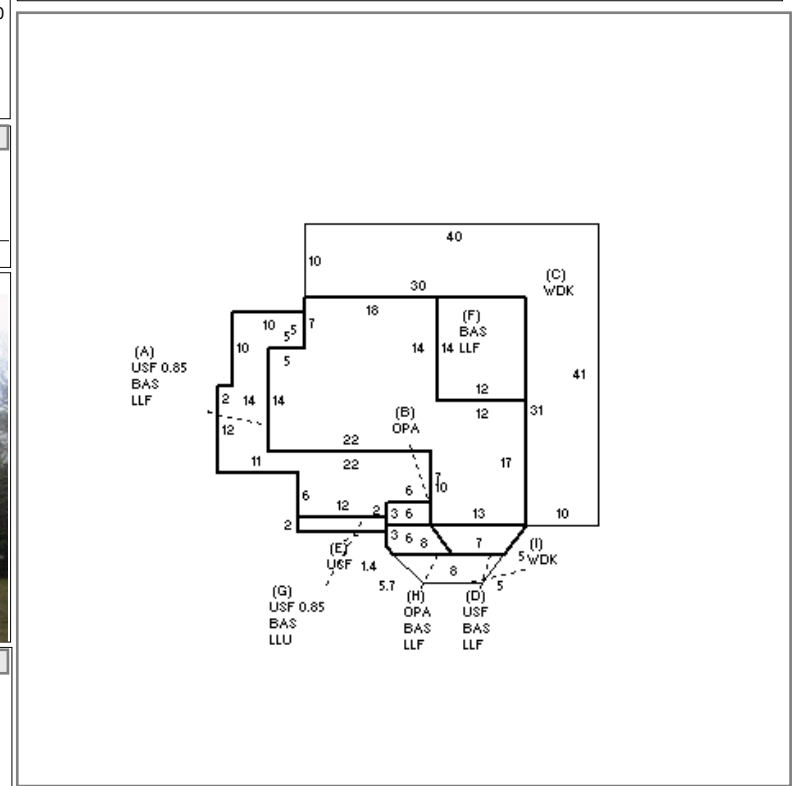 40
10
(C)
WDK
30
18
(F)
BAS
LLF
10
5
5
7
5
10
14
14
(A)
USF 0.85
BAS
LLF
41
2
14
14
12
12
(B)
OPA
31
12
22
22
11
17
7
10
6
6
12
2
3
6
13
10
2
3
6
8
7
(E)
USF
1.4
5.7
8
5
(I)
WDK
5
(G)
USF 0.85
BAS
LLU
(H)
OPA
BAS
LLF
(D)
USF
BAS
LLF